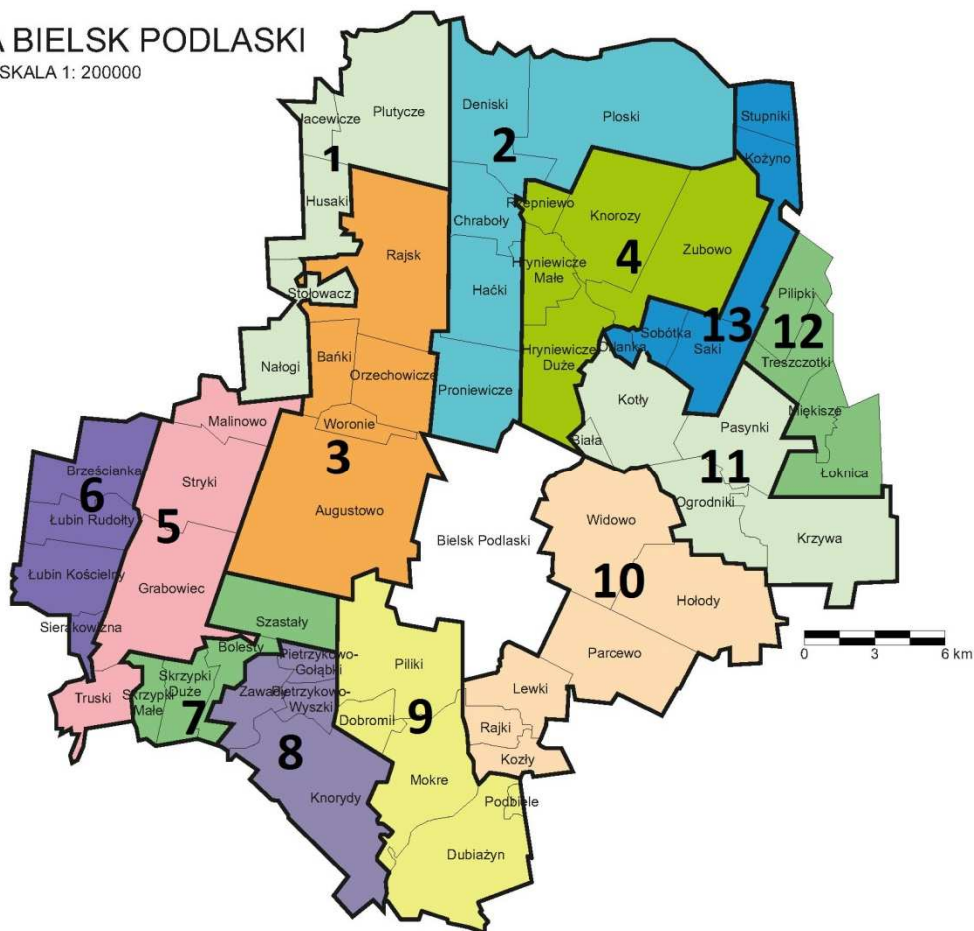 A BIELSK PODLASKI
SKALA 1: 200000
Jacewicze
Plutycze
1
Husaki
Stołowacz
Nałogi
Deniski
2
Ploski
Chraboły
Haćki
Proniewicze
Stupniki
Kożyno
Rzepniewo
Knorozy
Zubowo
4
Hryniewicze
Małe
Hryniewicze
Duże
Orlanka
Sobótka
13
Saki
Pilipki
12
Treszczotki
Miękisze
Łoknica
Rajsk
Bańki
Orzechowicze
Woronie
3
Augustowo
Kotły
Biała
Pasynki
11
Ogrodniki
Krzywa
Malinowo
Stryki
5
Grabowiec
Truski
Brześcianka
6
Łubin Rudołty
Łubin Kościelny
Sierakowizna
Bielsk Podlaski
Widowo
10
Hołody
Parcewo
Lewki
Rajki
Kozły
0 3 6 km
Szastały
Bolesty
Skrzypki
Duże
Skrzypki
Małe
7
Pietrzykowo-
Gołąbki
Zawady
Pietrzykowo-
Wyszki
8
Knorydy
Piliki
9
Dobromil
Mokre
Podbiele
Dubiażyn